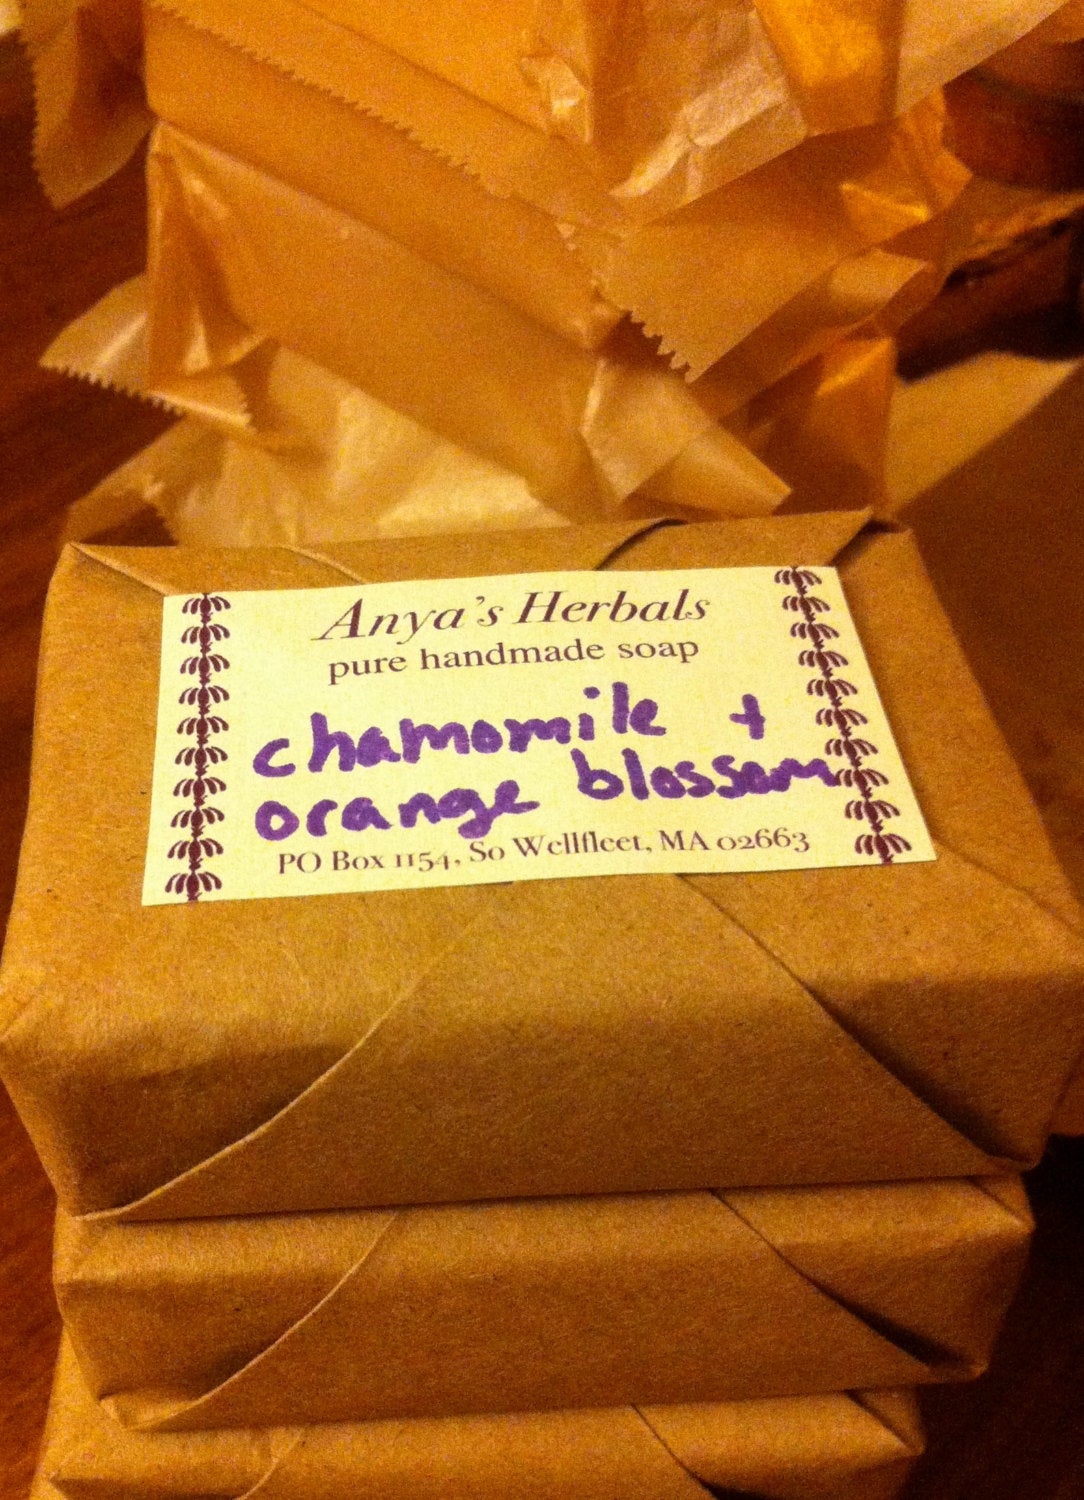 Anya's Herbals
pure handmade soap
chamomile +
orange blossom
PO Box 1154, So Wellfleet, MA 02663